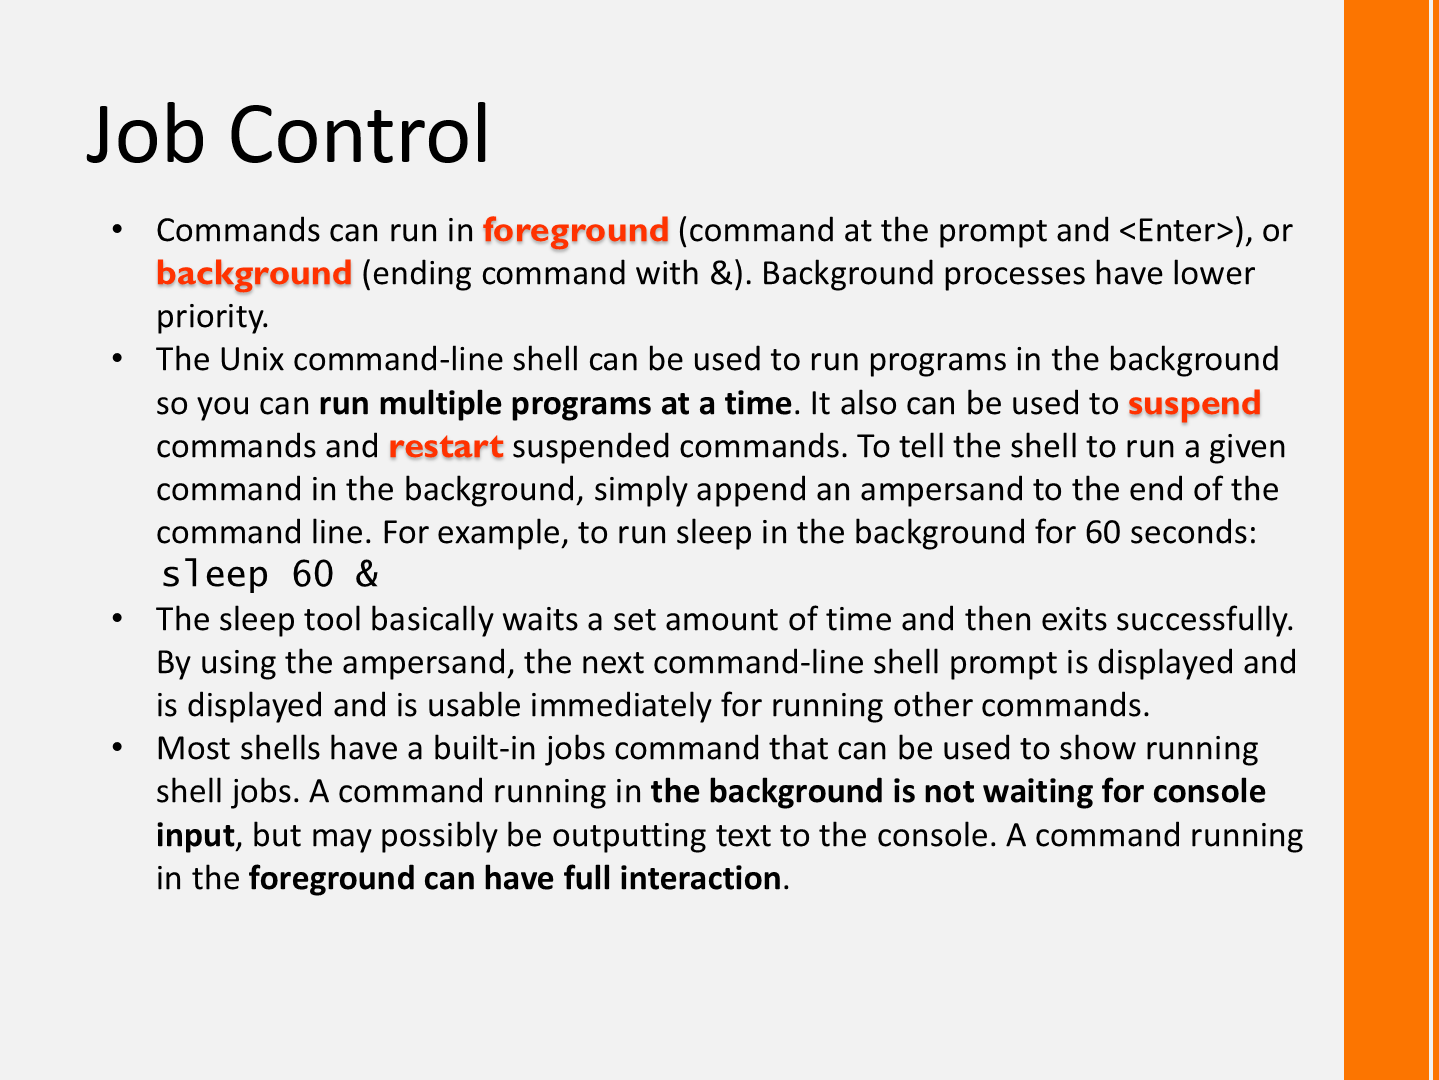 Job Control
• Commands can run in foreground (command at the prompt and <Enter>), or
background (ending command with &). Background processes have lower
priority.
• The Unix command-line shell can be used to run programs in the background
so you can run multiple programs at a time. It also can be used to suspend
commands and restart suspended commands. To tell the shell to run a given
command in the background, simply append an ampersand to the end of the
command line. For example, to run sleep in the background for 60 seconds:
sleep 60 &
• The sleep tool basically waits a set amount of time and then exits successfully.
By using the ampersand, the next command-line shell prompt is displayed and
is displayed and is usable immediately for running other commands.
• Most shells have a built-in jobs command that can be used to show running
shell jobs. A command running in the background is not waiting for console
input, but may possibly be outputting text to the console. A command running
in the foreground can have full interaction.